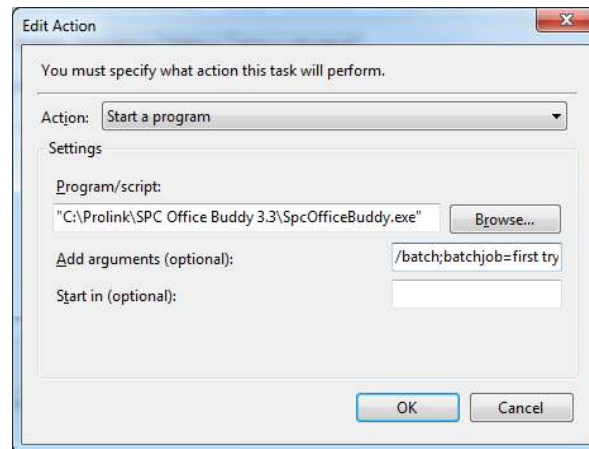 Edit Action
You must specify what action this task will perform.
Action: Start a program
Settings
Program/script:
"C:\Prolink\SPC Office Buddy 3.3\SpcOfficeBuddy.exe" Browse...
Add arguments (optional): /batch;batchjob=first try
Start in (optional):
OK Cancel